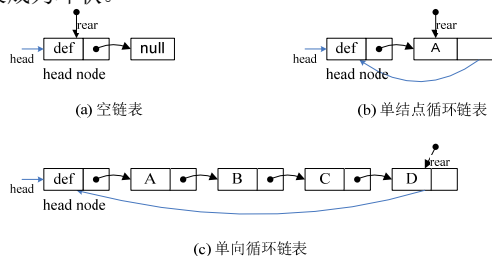 rear
rear
def
null
def
A
head
head
head node
head node
(a) 空链表
(b) 单结点循环链表
rear
def
A
B
C
D
head
head node
(c) 单向循环链表